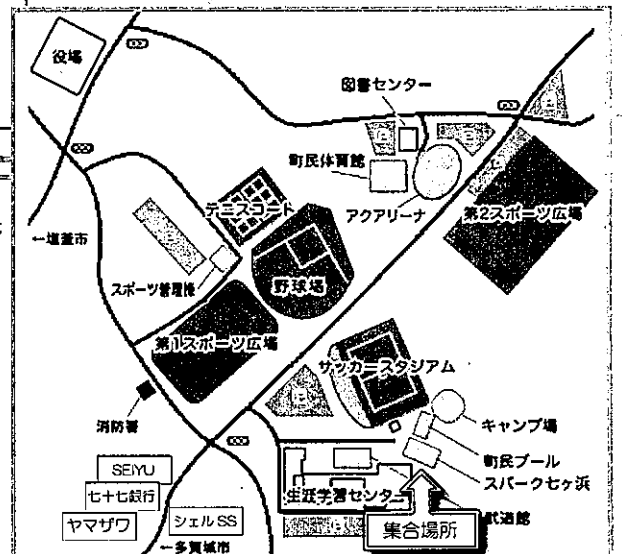 役場
図書センター
町民体育館
アクアリーナ
第2スポーツ広場
テニスコート
←塩釜市
スポーツ管理棟
野球場
第1スポーツ広場
サッカースタジアム
消防署
キャンプ場
町民プール
スパーク七ヶ浜
SEIYU
七十七銀行
ヤマザワ
シェルSS
生涯学習センター
武道館
集合場所
←多賀城市